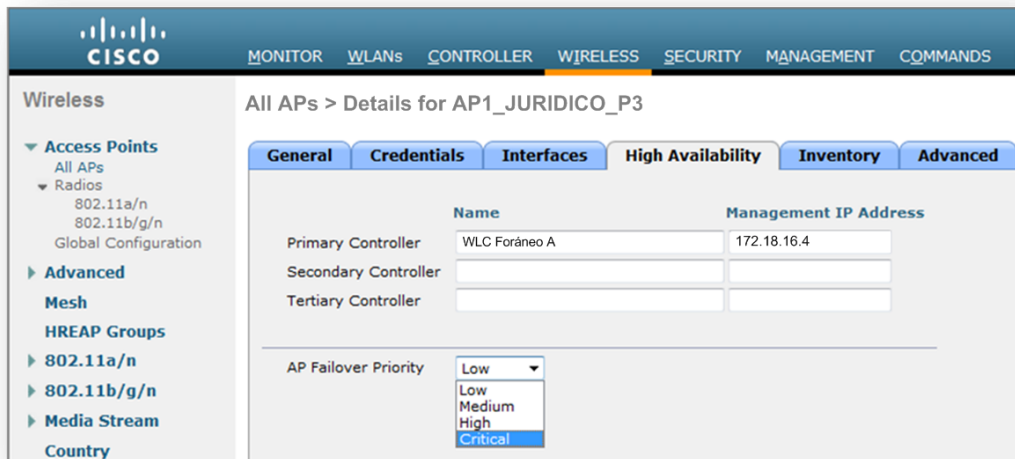 CISCO
MONITOR WLANs CONTROLLER WIRELESS SECURITY MANAGEMENT COMMANDS
Wireless
Access Points
All APs
Radios
802.11a/n
802.11b/g/n
Global Configuration
Advanced
Mesh
HREAP Groups
802.11a/n
802.11b/g/n
Media Stream
Country
All APs > Details for AP1_JURIDICO_P3
General Credentials Interfaces High Availability Inventory Advanced
Name Management IP Address
Primary Controller WLC Foráneo A 172.18.16.4
Secondary Controller
Tertiary Controller
AP Failover Priority Low
Low
Medium
High
Critical